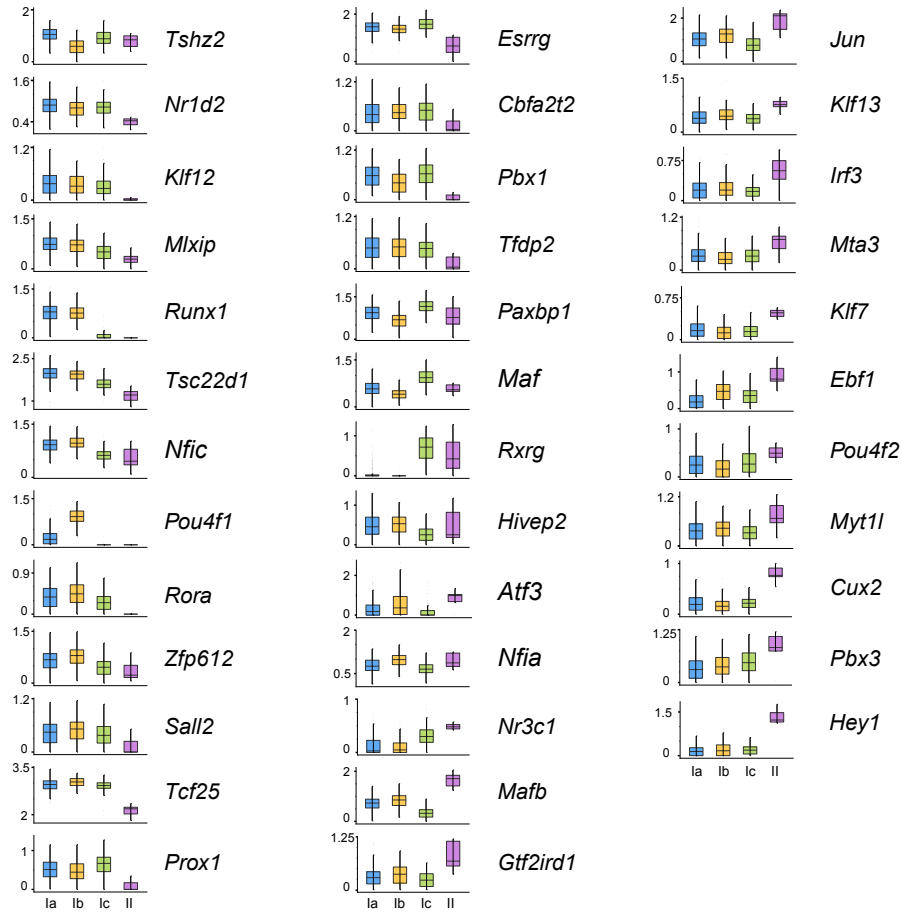 2
0
Tshz2
1.6
0.4
Nr1d2
1.2
0
Klf12
1.5
0
Mlxip
1.5
0
Runx1
2.5
1
Tsc22d1
1.5
0
Nfic
1.5
0
Pou4f1
0.9
0
Rora
1.5
0
Zfp612
1.2
0
Sall2
3.5
2
Tcf25
1
0
Prox1
Ia Ib Ic II
2
0
Esrrg
1.2
0
Cbfa2t2
1.2
0
Pbx1
1.2
0
Tfdp2
1.5
0
Paxbp1
1.5
0
Maf
1
0
Rxrg
1.2
0
Hivep2
2
0
Atf3
2
0.5
Nfia
1
0
Nr3c1
2
0
Mafb
1.25
0
Gtf2ird1
Ia Ib Ic II
2
0
Jun
1.5
0
Klf13
0.75
0
Irf3
1.2
0
Mta3
0.75
0
Klf7
1
0
Ebf1
1
0
Pou4f2
1.2
0
Myt1l
1
0
Cux2
1.25
0
Pbx3
1.5
0
Hey1
Ia Ib Ic II